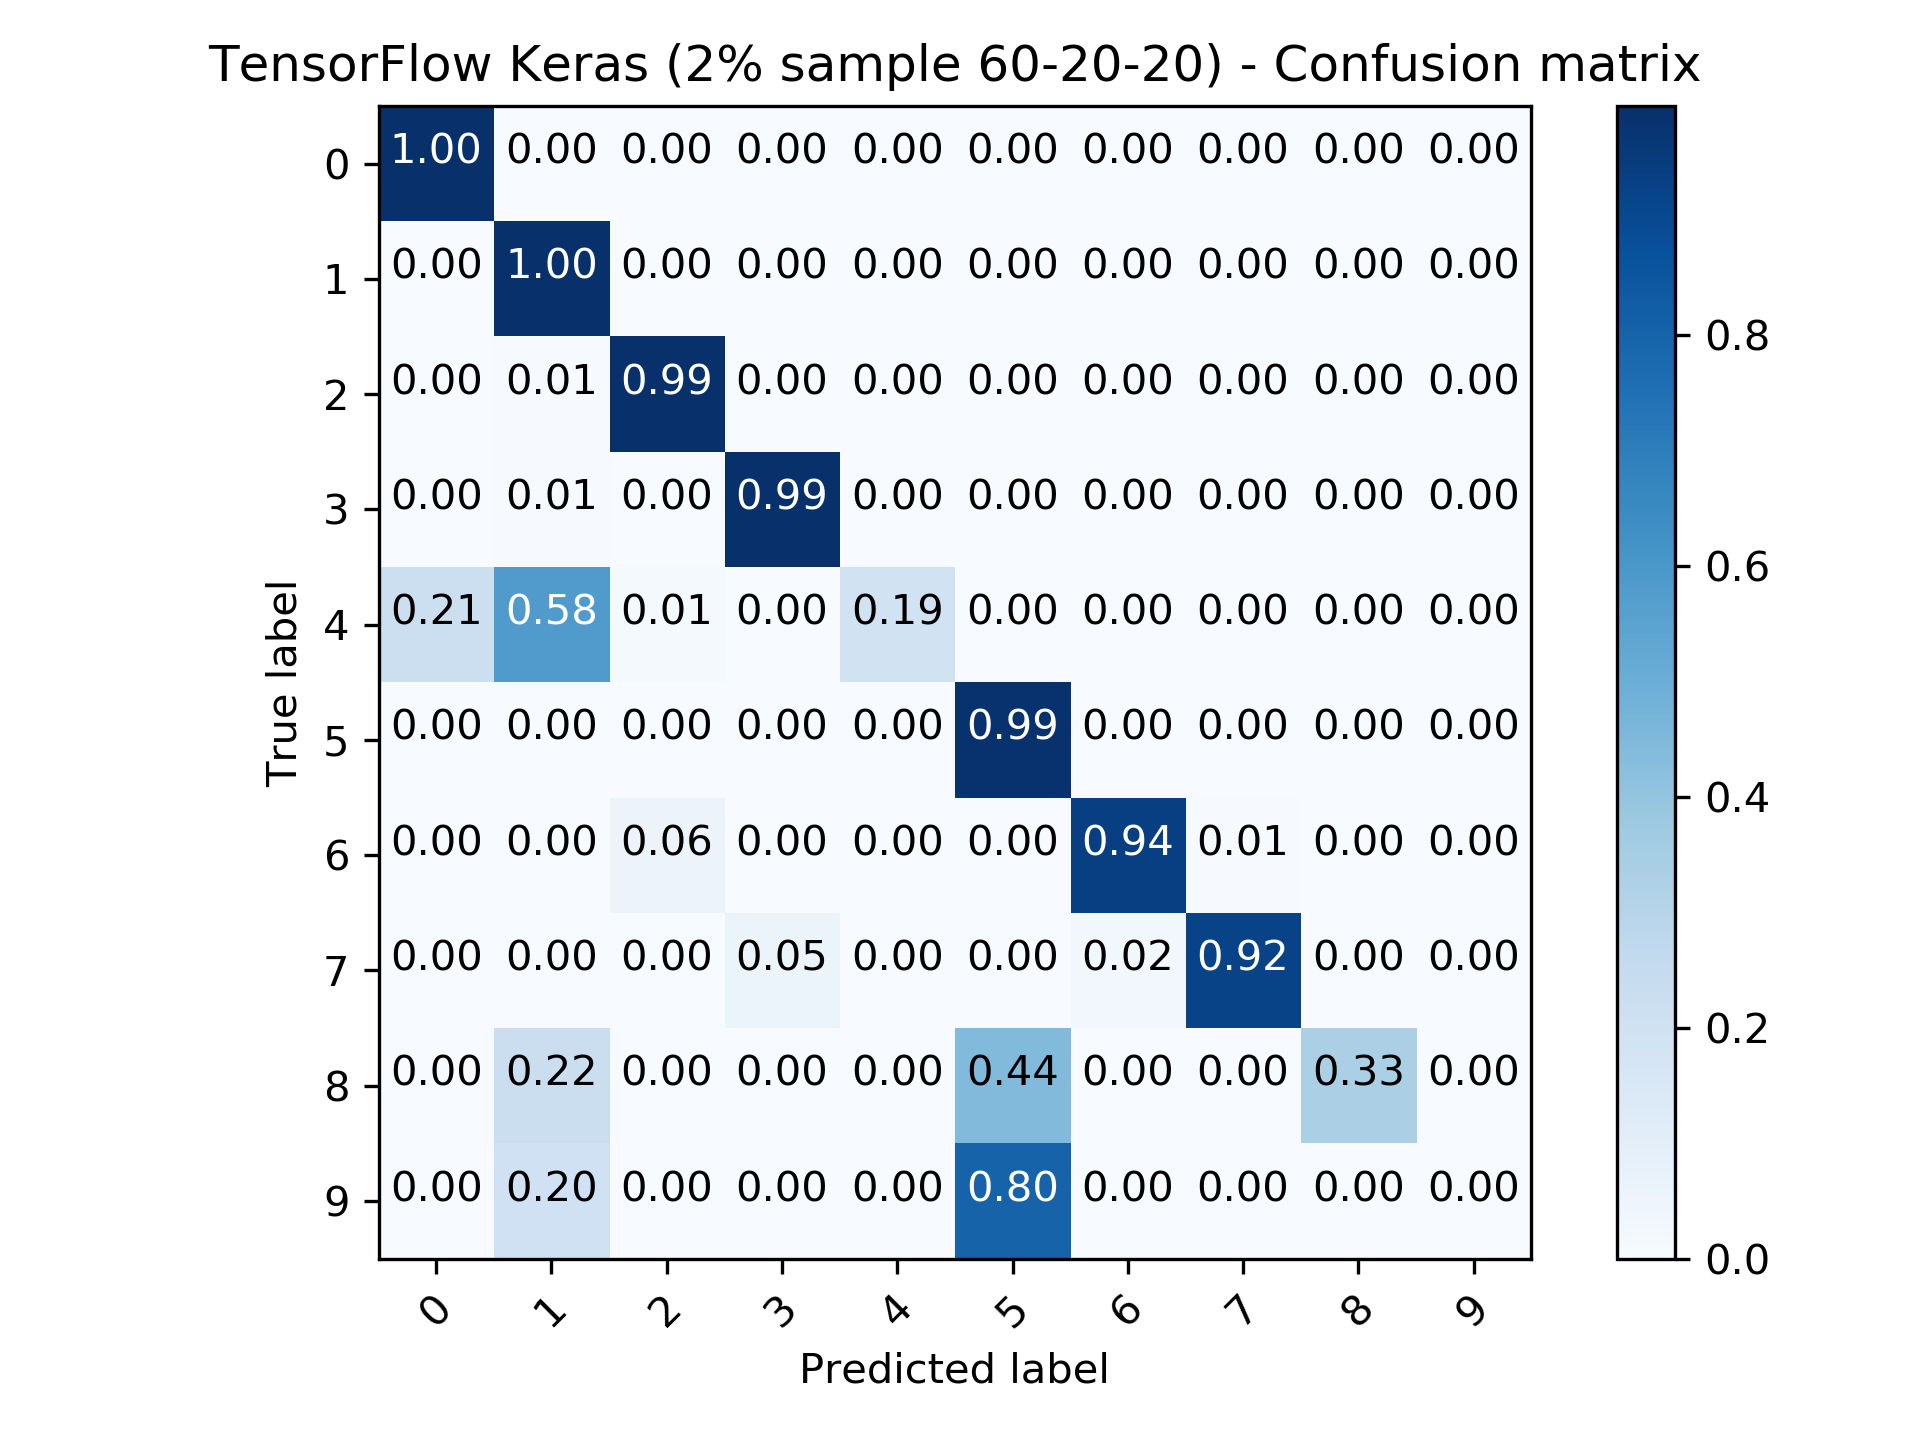 TensorFlow Keras (2% sample 60-20-20) - Confusion matrix
0 1.00 0.00 0.00 0.00 0.00 0.00 0.00 0.00 0.00 0.00
1 0.00 1.00 0.00 0.00 0.00 0.00 0.00 0.00 0.00 0.00
2 0.00 0.01 0.99 0.00 0.00 0.00 0.00 0.00 0.00 0.00
3 0.00 0.01 0.00 0.99 0.00 0.00 0.00 0.00 0.00 0.00
4 0.21 0.58 0.01 0.00 0.19 0.00 0.00 0.00 0.00 0.00
5 0.00 0.00 0.00 0.00 0.00 0.99 0.00 0.00 0.00 0.00
6 0.00 0.00 0.06 0.00 0.00 0.00 0.94 0.01 0.00 0.00
7 0.00 0.00 0.00 0.05 0.00 0.00 0.02 0.92 0.00 0.00
8 0.00 0.22 0.00 0.00 0.00 0.44 0.00 0.00 0.33 0.00
9 0.00 0.20 0.00 0.00 0.00 0.80 0.00 0.00 0.00 0.00
0 1 2 3 4 5 6 7 8 9
Predicted label
True label
0.8
0.6
0.4
0.2
0.0